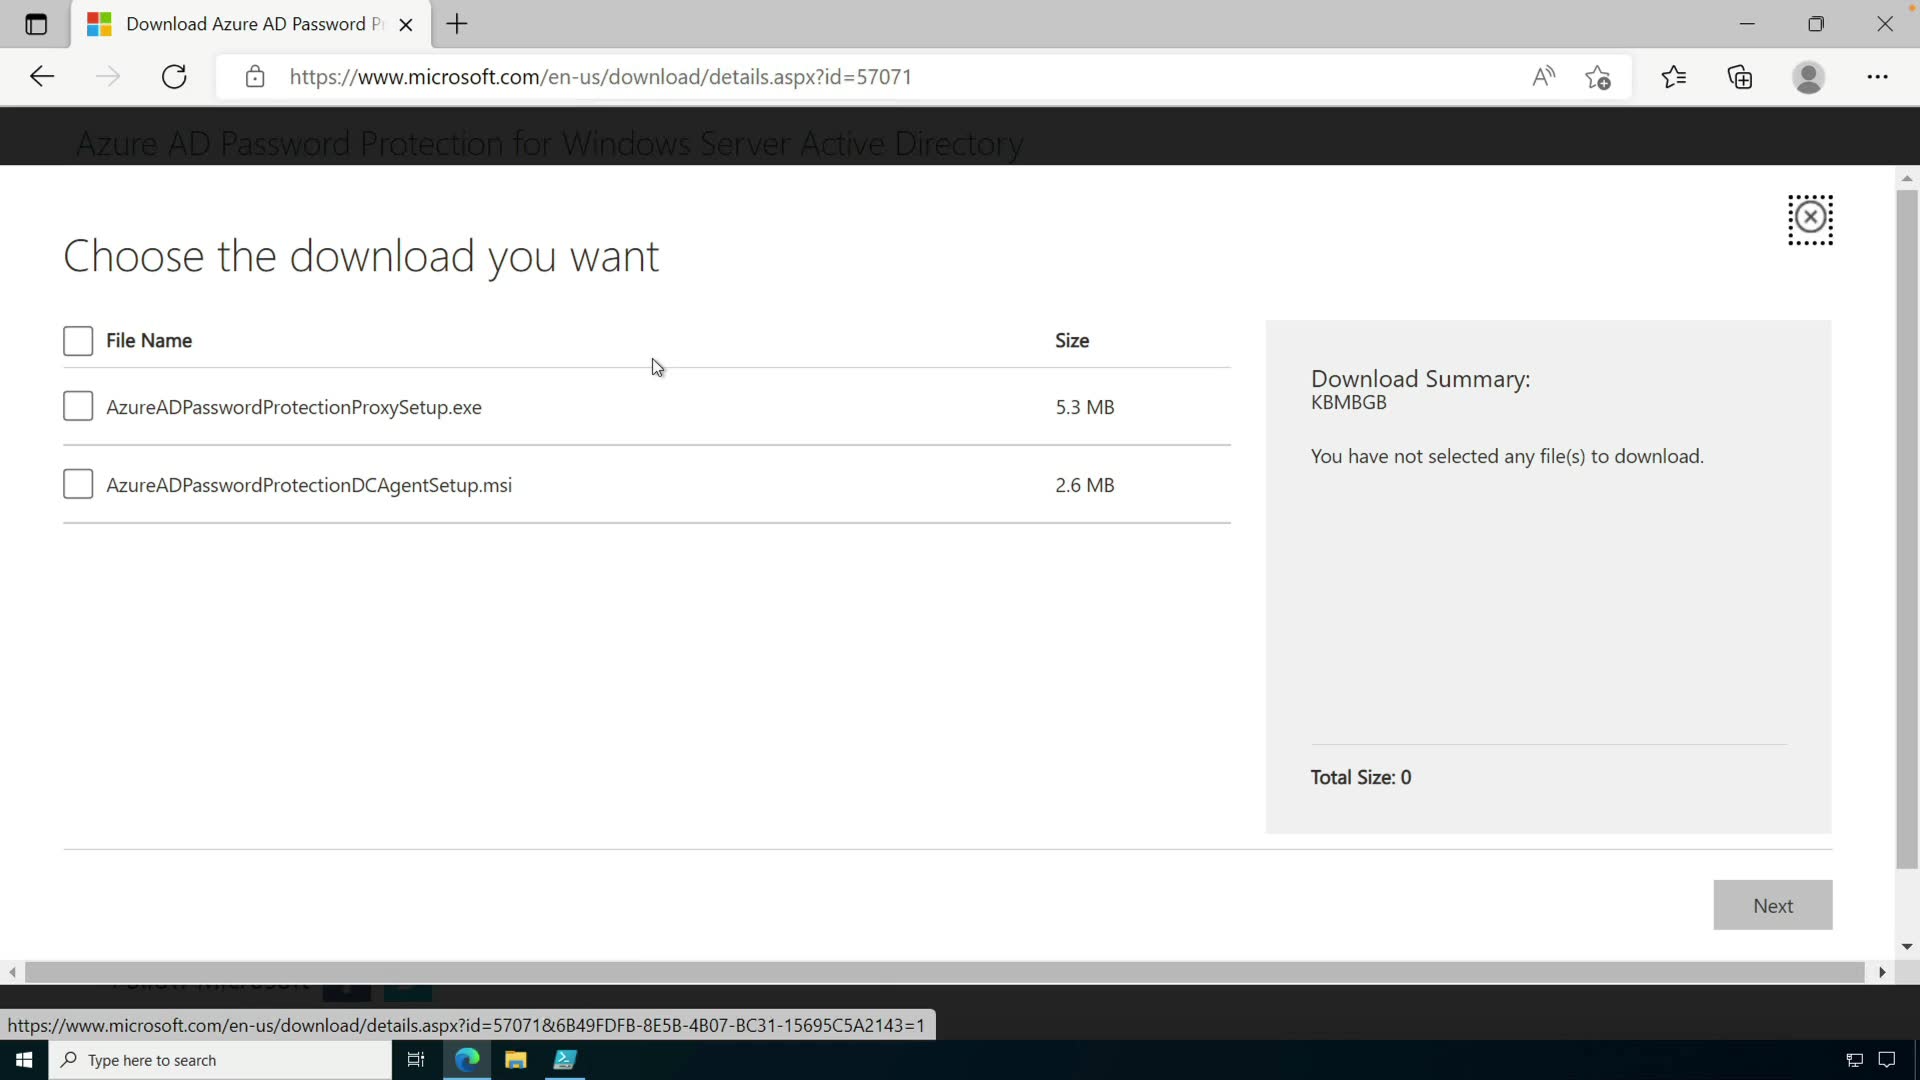 Download Azure AD Password P
https://www.microsoft.com/en-us/download/details.aspx?id=57071
Azure AD Password Protection for Windows Server Active Directory
Choose the download you want
File Name Size
AzureADPasswordProtectionProxySetup.exe 5.3 MB
AzureADPasswordProtectionDCAgentSetup.msi 2.6 MB
Download Summary:
KBMBGB
You have not selected any file(s) to download.
Total Size: 0
Next
Follow Microsoft
https://www.microsoft.com/en-us/download/details.aspx?id=57071&6B49FDFB-8E5B-4B07-BC31-15695C5A2143=1
Type here to search